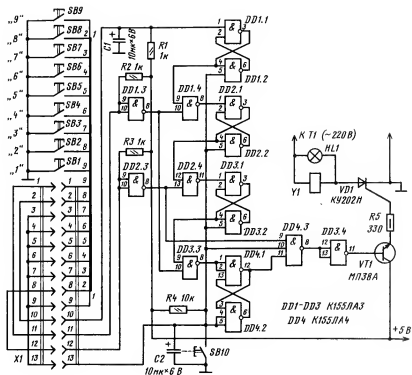 „9" SB9
„8" SB8
„7" SB7
„6" SB6
„5" SB5
„4" SB4
„3" SB3
„2" SB2
„1" SB1
C1
10мк×6В
R1
1к
R2 1к
R3 1к
DD1.1
DD1.2
DD1.3
DD1.4
DD2.1
DD2.2
DD2.3
DD2.4
DD3.1
DD3.2
DD3.3
DD4.1
DD4.2
DD4.3
DD3.4
К Т1 (~220В)
HL1
Y1
VD1
КУ202Н
R5
330
VT1
МП38А
R4 10к
C2
10мк×6В
SB10
X1
+5 В
DD1-DD3 К155ЛА3
DD4 К155ЛА4